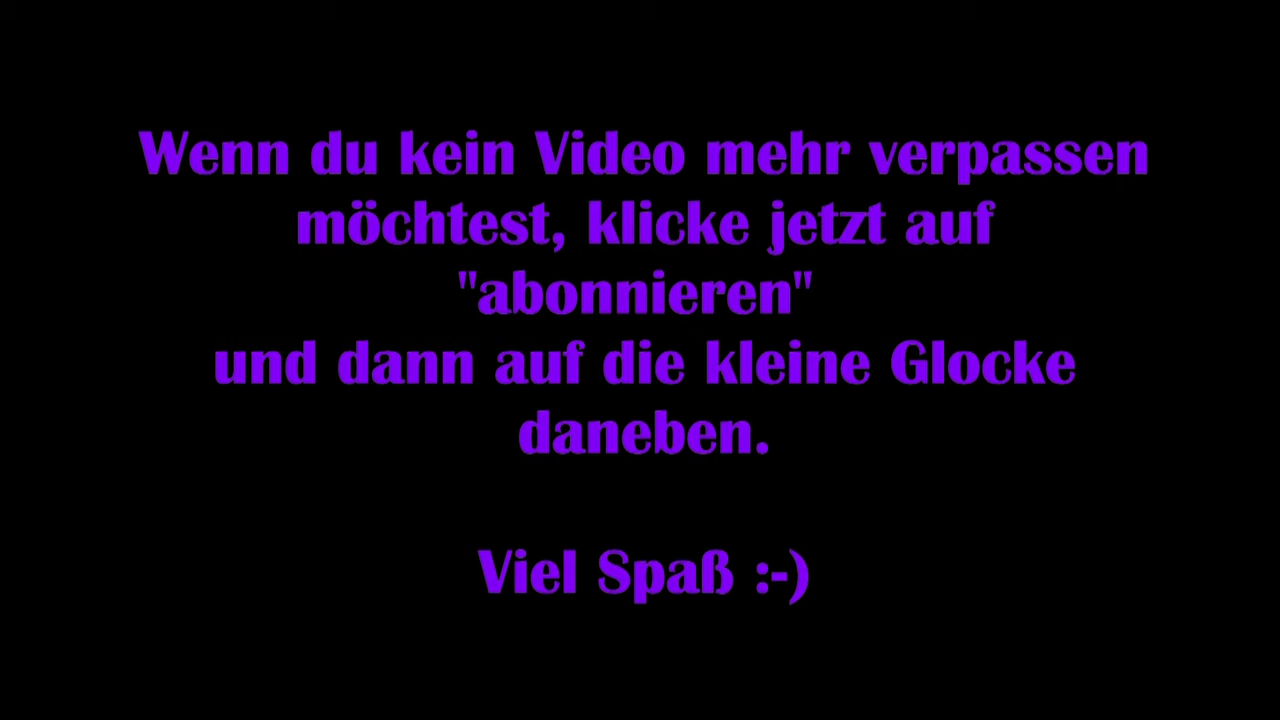 Wenn du kein Video mehr verpassen
möchtest, klicke jetzt auf
"abonnieren"
und dann auf die kleine Glocke
daneben.
Viel Spaß :-)